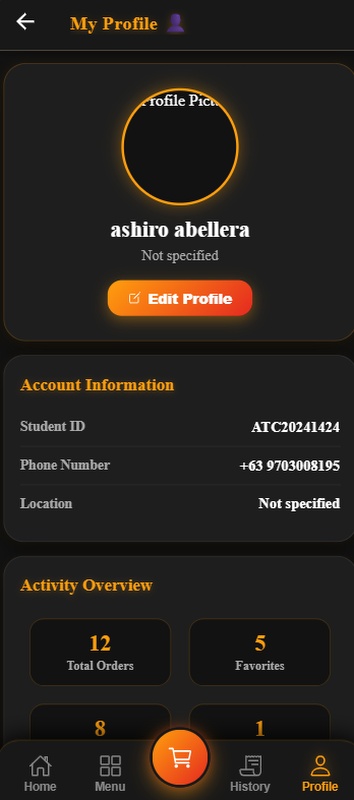 My Profile 👤
Profile Pict
ashiro abellera
Not specified
Edit Profile
Account Information
Student ID ATC20241424
Phone Number +63 9703008195
Location Not specified
Activity Overview
12 5
Total Orders Favorites
8 1
Home Menu History Profile